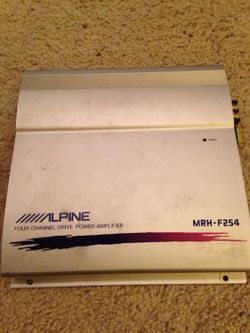 /////ALPINE
MRH-F254
FOUR CHANNEL DRIVE POWER AMPLIFIER